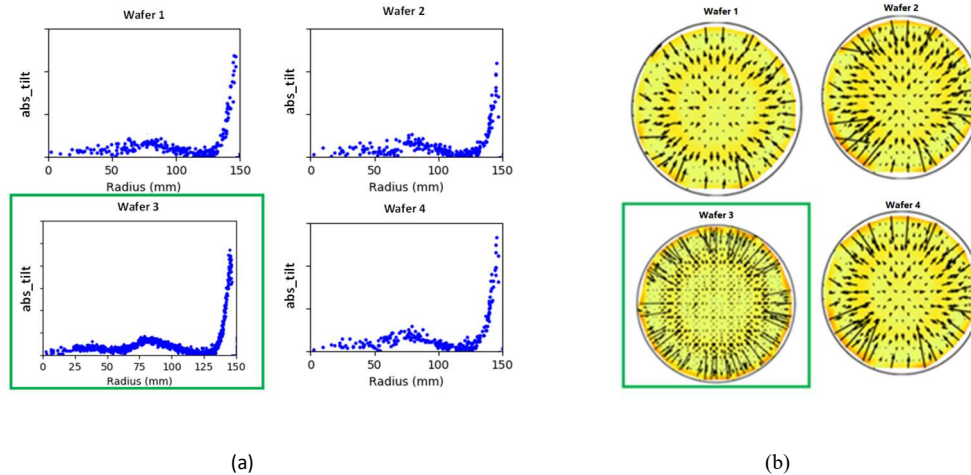 Wafer 1
abs_tilt
0
50
100
150
Radius (mm)
Wafer 2
abs_tilt
0
50
100
150
Radius (mm)
Wafer 3
abs_tilt
0
25
50
75
100
125
150
Radius (mm)
Wafer 4
abs_tilt
0
50
100
150
Radius (mm)
(a)
Wafer 1
Wafer 2
Wafer 3
Wafer 4
(b)